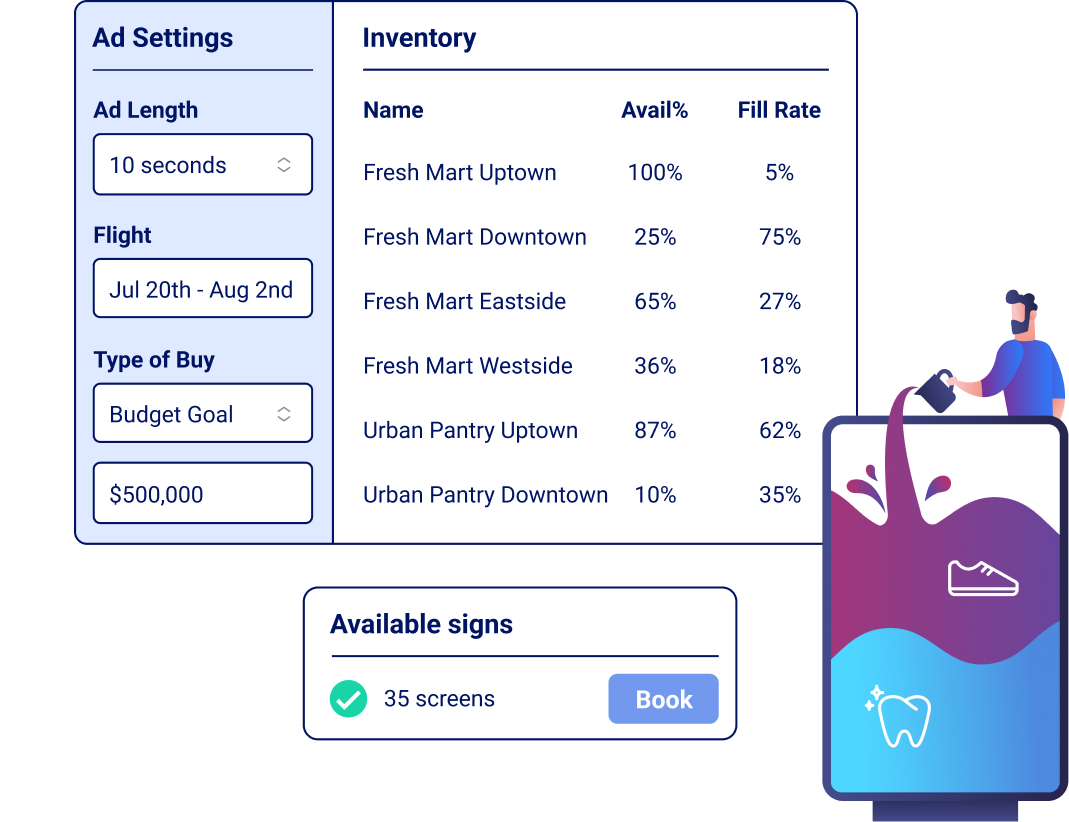 Ad Settings
Ad Length
10 seconds
Flight
Jul 20th - Aug 2nd
Type of Buy
Budget Goal
$500,000
Inventory
Name Avail% Fill Rate
Fresh Mart Uptown 100% 5%
Fresh Mart Downtown 25% 75%
Fresh Mart Eastside 65% 27%
Fresh Mart Westside 36% 18%
Urban Pantry Uptown 87% 62%
Urban Pantry Downtown 10% 35%
Available signs
35 screens Book